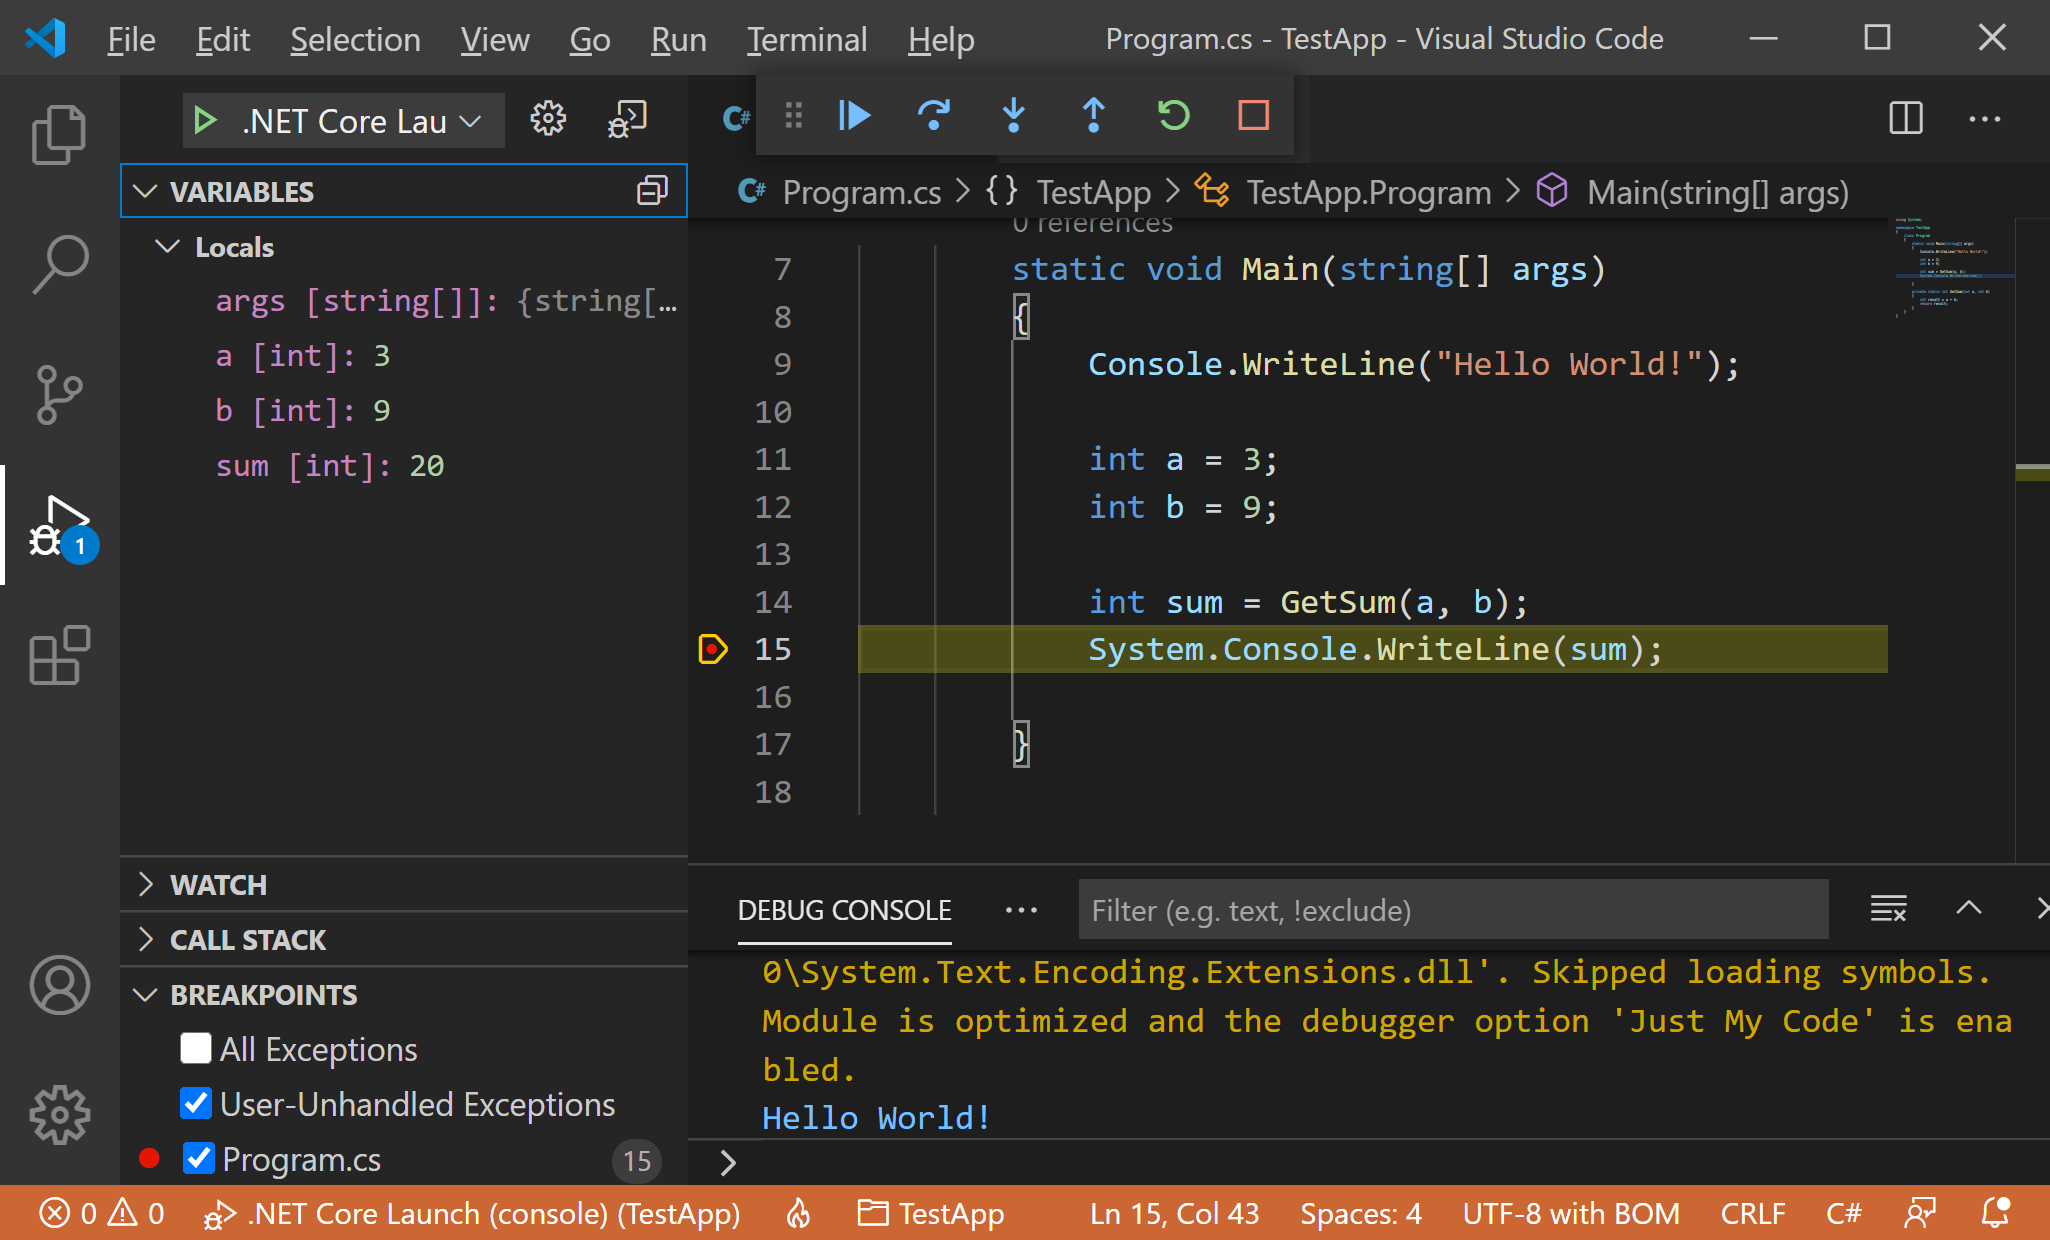 File Edit Selection View Go Run Terminal Help Program.cs - TestApp - Visual Studio Code
.NET Core Lau
C#
VARIABLES
Locals
args [string[]]: {string[…
a [int]: 3
b [int]: 9
sum [int]: 20
1
WATCH
CALL STACK
BREAKPOINTS
All Exceptions
User-Unhandled Exceptions
Program.cs 15
C# Program.cs > {} TestApp > TestApp.Program > Main(string[] args)
0 references
7 static void Main(string[] args)
8 {
9 Console.WriteLine("Hello World!");
10
11 int a = 3;
12 int b = 9;
13
14 int sum = GetSum(a, b);
15 System.Console.WriteLine(sum);
16
17 }
18
DEBUG CONSOLE ··· Filter (e.g. text, !exclude)
0\System.Text.Encoding.Extensions.dll'. Skipped loading symbols.
Module is optimized and the debugger option 'Just My Code' is ena
bled.
Hello World!
>
0 0 .NET Core Launch (console) (TestApp) TestApp Ln 15, Col 43 Spaces: 4 UTF-8 with BOM CRLF C#